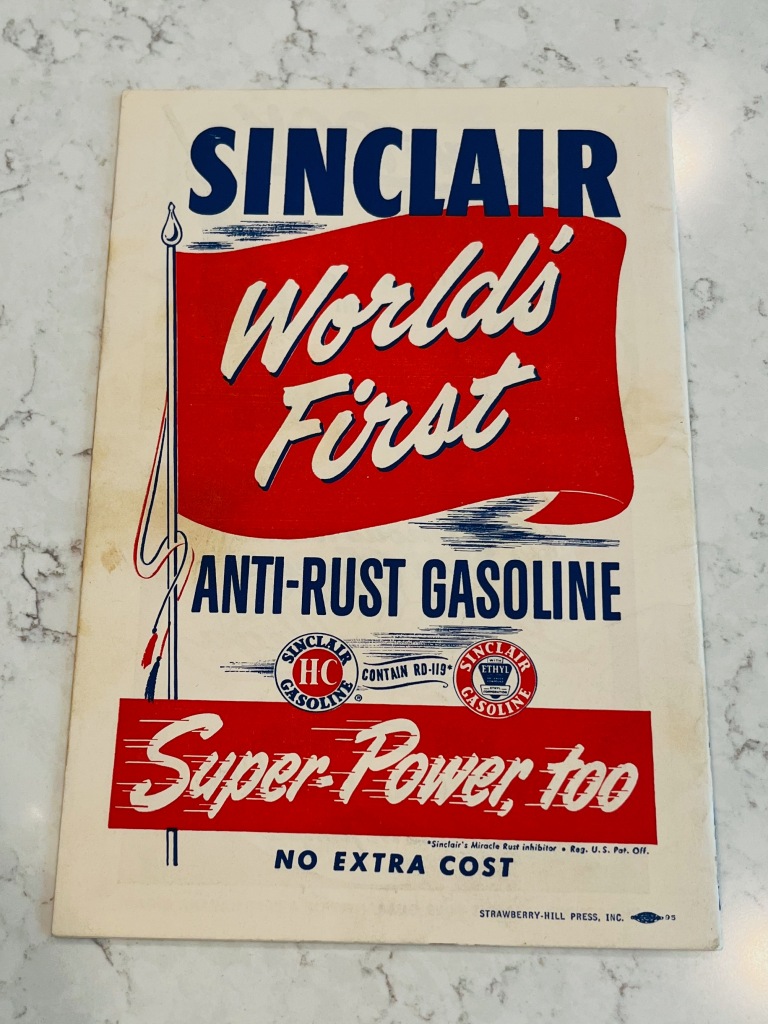 SINCLAIR
World's
First
ANTI-RUST GASOLINE
SINCLAIR
HC
GASOLINE
®
CONTAIN RD-119*
SINCLAIR
ETHYL
GASOLINE
Super-Power, too
*Sinclair's Miracle Rust inhibitor • Reg. U. S. Pat. Off.
NO EXTRA COST
STRAWBERRY-HILL PRESS, INC. 95